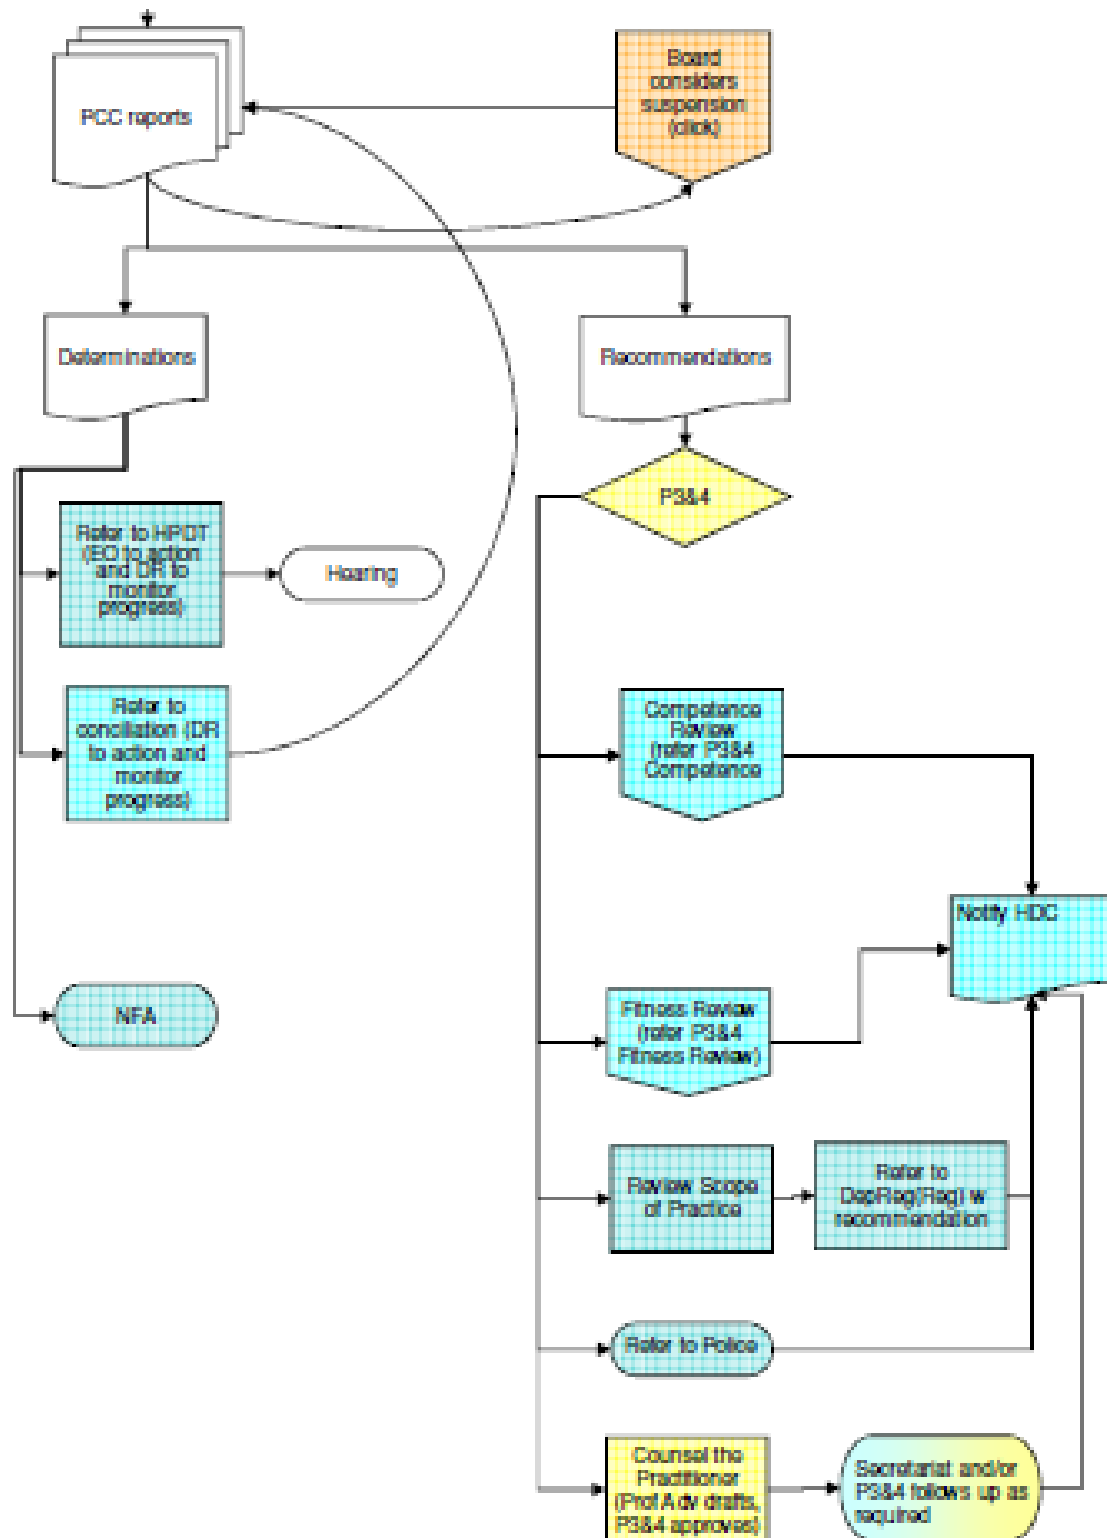 PCC reports
Board
considers
suspension
(click)
Determinations
Recommendations
P3&4
Refer to HPDT
(EO to action
and DR to
monitor
progress)
Hearing
Refer to
conciliation (DR
to action and
monitor
progress)
Competence
Review
(refer P3&4
Competence
Notify HDC
NFA
Fitness Review
(refer P3&4
Fitness Review)
Review Scope
of Practice
Refer to
DepReg(Reg) w
recommendation
Refer to Police
Counsel the
Practitioner
(Prof Adv drafts,
P3&4 approves)
Secretariat and/or
P3&4 follows up as
required